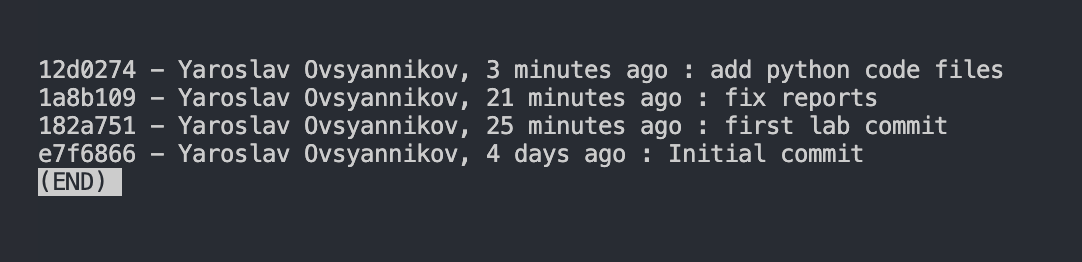 12d0274 – Yaroslav Ovsyannikov, 3 minutes ago : add python code files
1a8b109 – Yaroslav Ovsyannikov, 21 minutes ago : fix reports
182a751 – Yaroslav Ovsyannikov, 25 minutes ago : first lab commit
e7f6866 – Yaroslav Ovsyannikov, 4 days ago : Initial commit
(END)